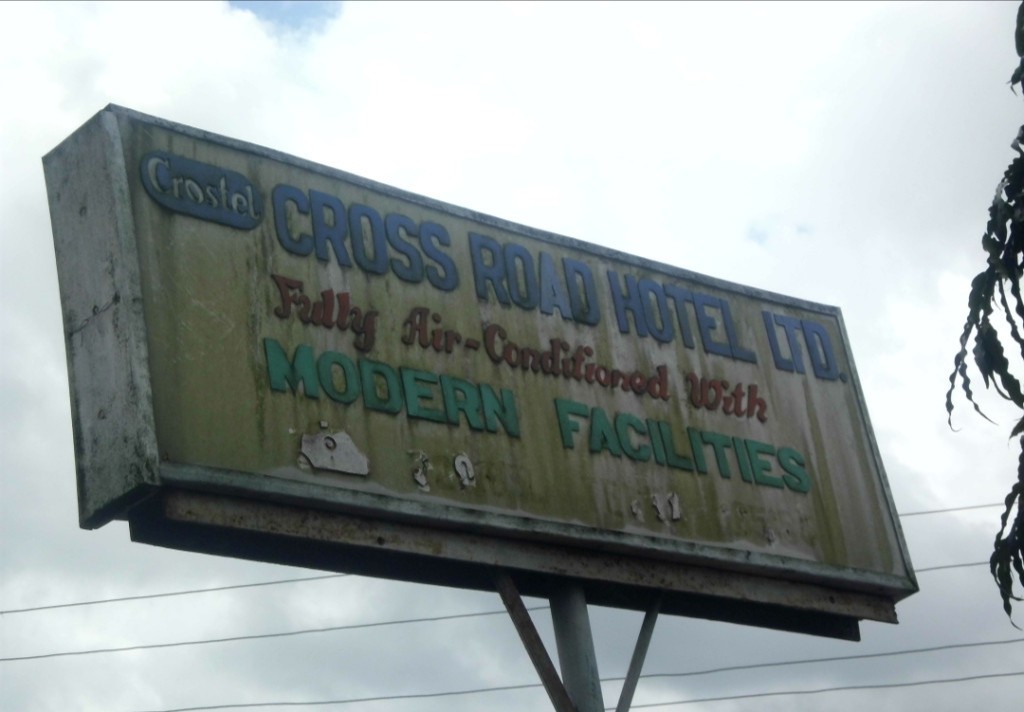 Crostel
CROSS ROAD HOTEL LTD.
Fully Air-Conditioned With
MODERN FACILITIES